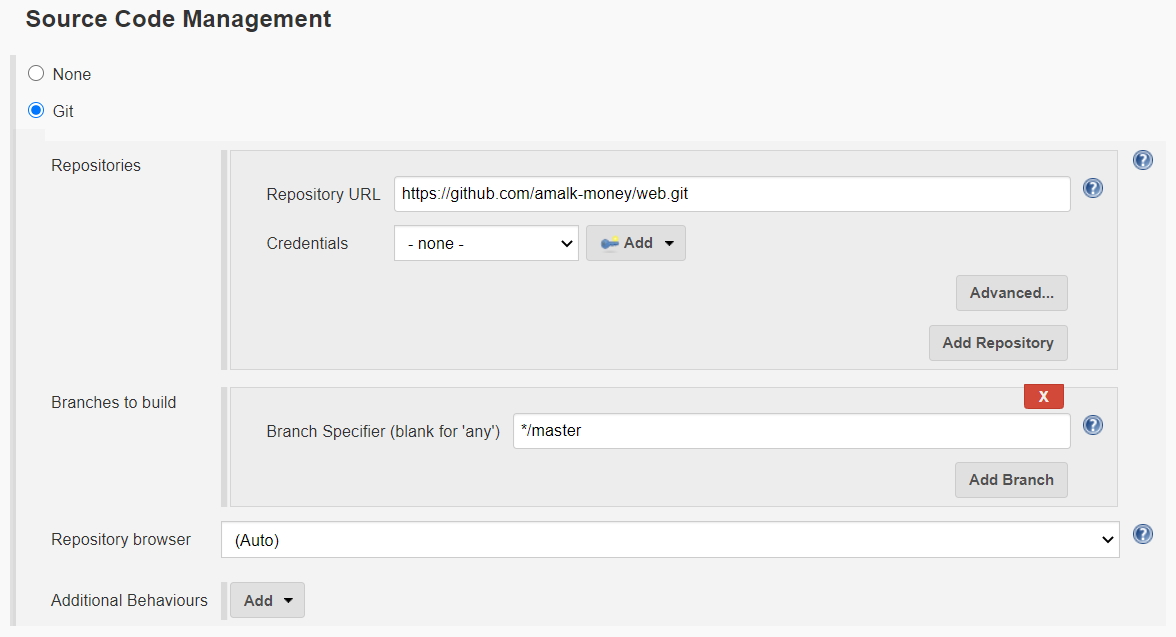 Source Code Management
None
Git
Repositories
Repository URL https://github.com/amalk-money/web.git
Credentials - none - Add
Advanced...
Add Repository
Branches to build
X
Branch Specifier (blank for 'any') */master
Add Branch
Repository browser (Auto)
Additional Behaviours Add